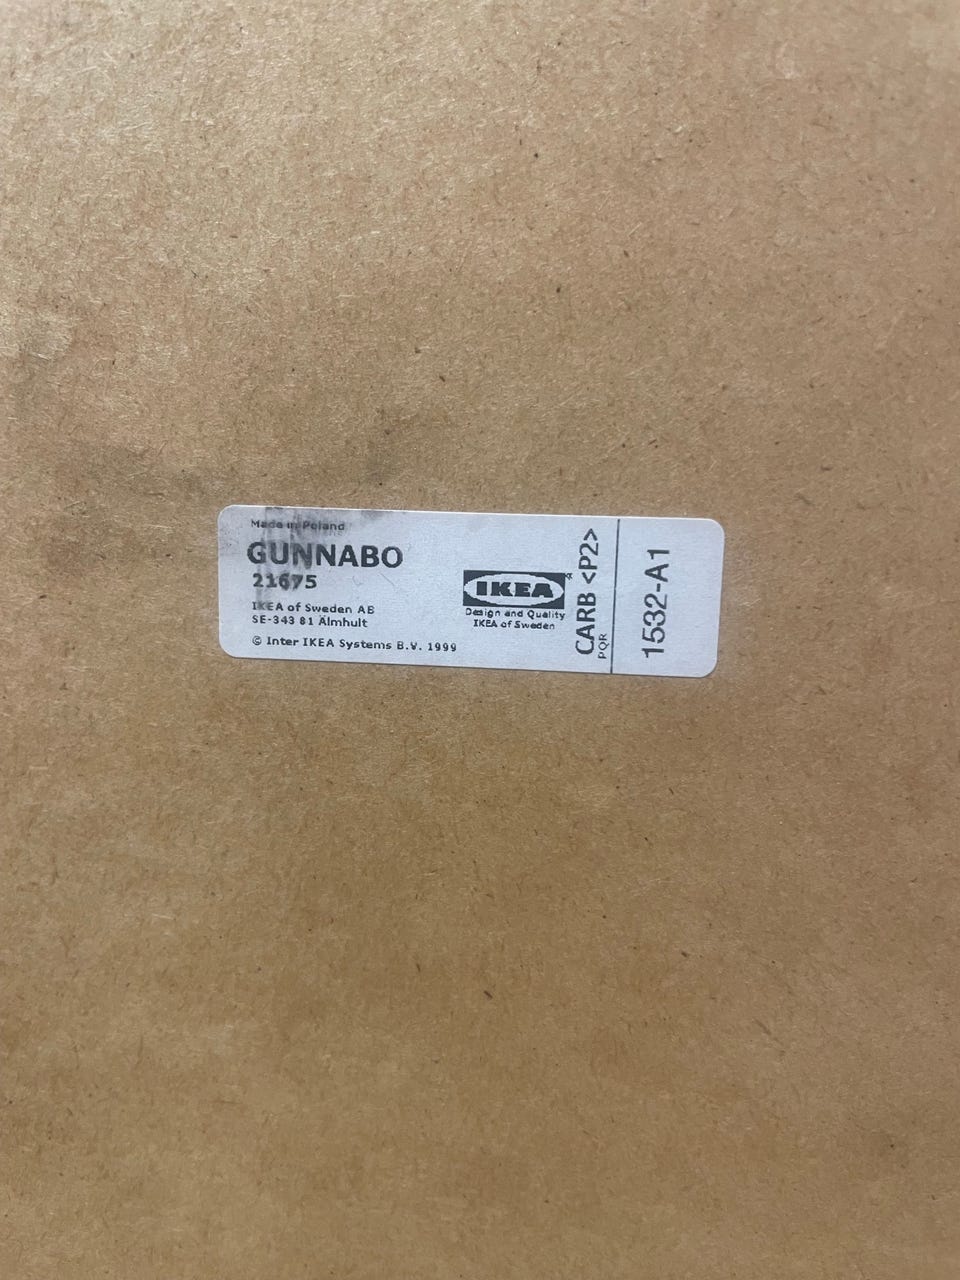 Made in Poland
GUNNABO
21675
IKEA of Sweden AB
SE-343 81 Älmhult
© Inter IKEA Systems B.V. 1999
IKEA®
Design and Quality
IKEA of Sweden
CARB <P2>
PQR
1532-A1